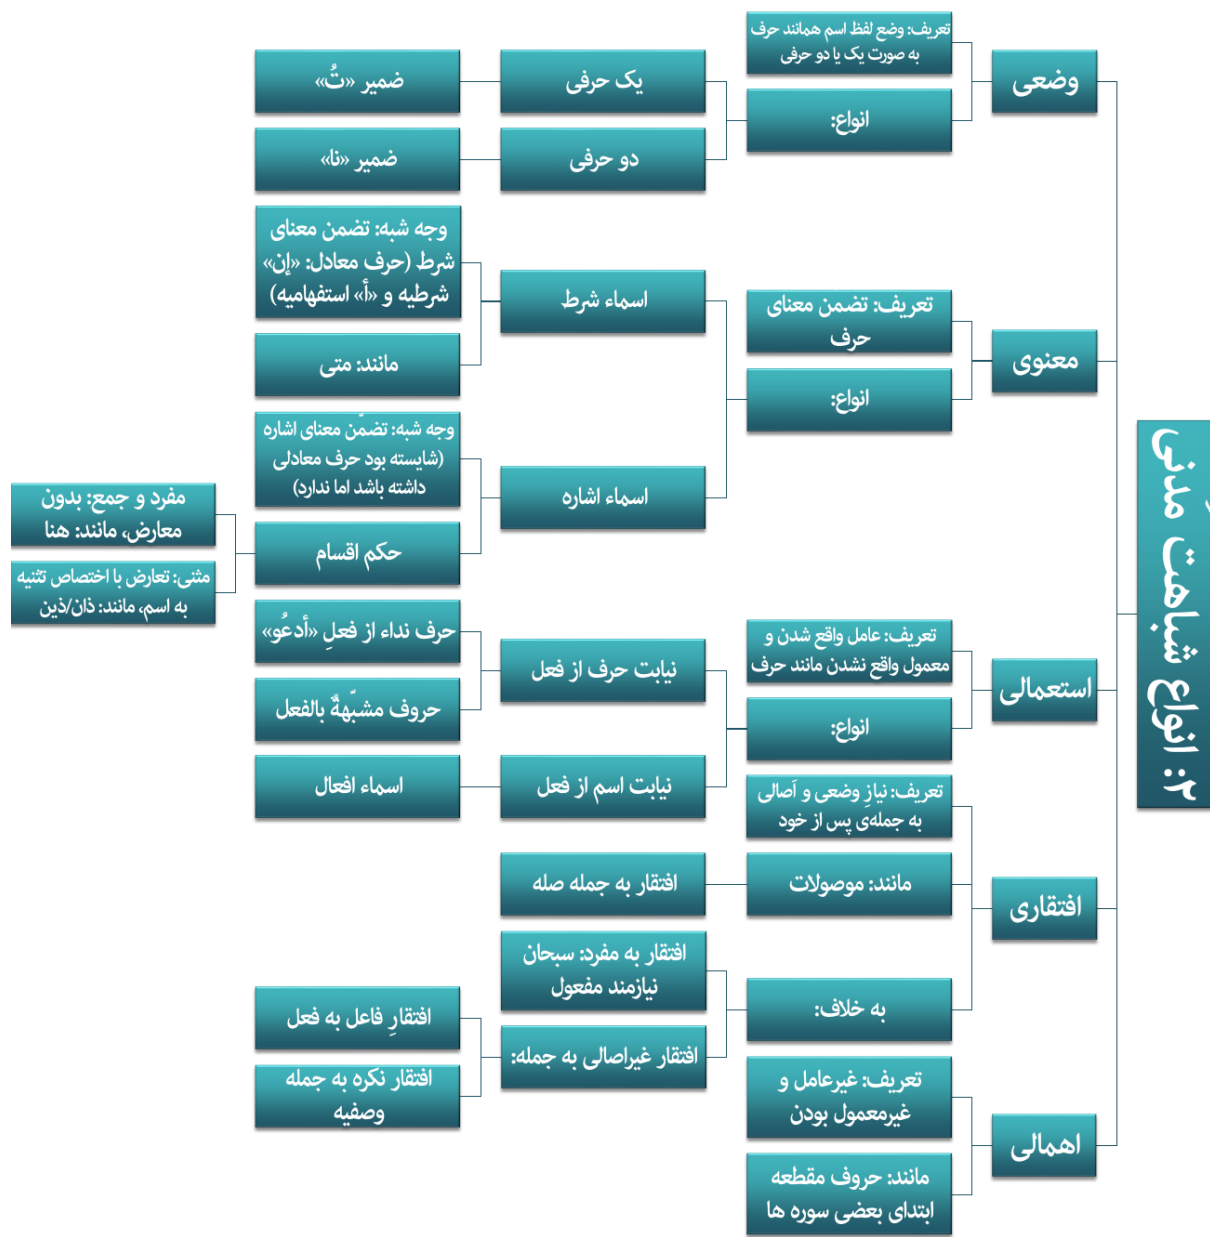 ۲: انواع شباهت مُدنی
وضعی
تعریف: وضع لفظ اسم همانند حرف
به صورت یک یا دو حرفی
انواع:
یک حرفی
ضمیر «تُ»
دو حرفی
ضمیر «نا»
معنوی
تعریف: تضمن معنای
حرف
انواع:
اسماء شرط
وجه شبه: تضمن معنای
شرط (حرف معادل: «إن»
شرطیه و «أ» استفهامیه)
مانند: متی
اسماء اشاره
وجه شبه: تضمّن معنای اشاره
(شایسته بود حرف معادلی
داشته باشد اما ندارد)
حکم اقسام
مفرد و جمع: بدون
معارض، مانند: هنا
مثنی: تعارض با اختصاص تثنیه
به اسم، مانند: ذان/ذین
استعمالی
تعریف: عامل واقع شدن و
معمول واقع نشدن مانند حرف
انواع:
نیابت حرف از فعل
حرف نداء از فعلِ «أدعُو»
حروف مشبّهةٌ بالفعل
نیابت اسم از فعل
اسماء افعال
افتقاری
تعریف: نیازِ وضعی و اَصالی
به جمله‌ی پس از خود
مانند: موصولات
افتقار به جمله صله
به خلاف:
افتقار به مفرد: سبحان
نیازمند مفعول
افتقار غیراصالی به جمله:
افتقارِ فاعل به فعل
افتقار نکره به جمله
وصفیه
اهمالی
تعریف: غیرعامل و
غیرمعمول بودن
مانند: حروف مقطعه
ابتدای بعضی سوره ها